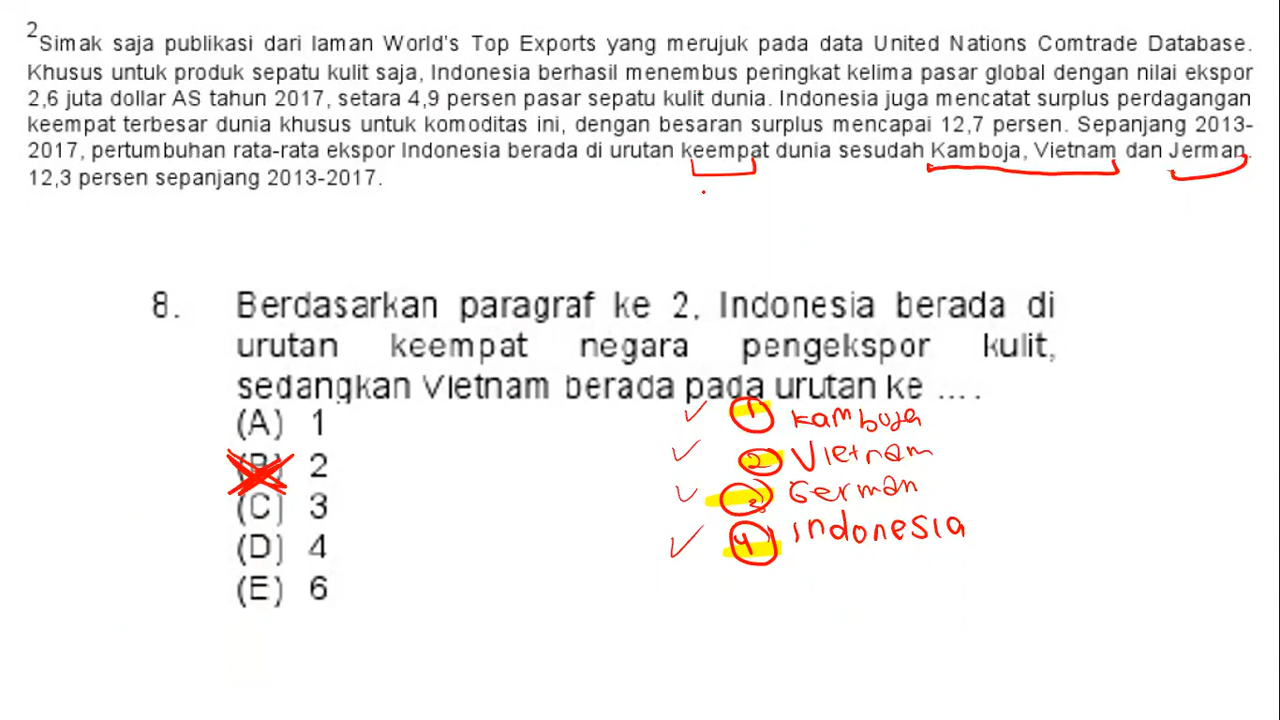 2Simak saja publikasi dari laman World's Top Exports yang merujuk pada data United Nations Comtrade Database.
Khusus untuk produk sepatu kulit saja, Indonesia berhasil menembus peringkat kelima pasar global dengan nilai ekspor
2,6 juta dollar AS tahun 2017, setara 4,9 persen pasar sepatu kulit dunia. Indonesia juga mencatat surplus perdagangan
keempat terbesar dunia khusus untuk komoditas ini, dengan besaran surplus mencapai 12,7 persen. Sepanjang 2013-
2017, pertumbuhan rata-rata ekspor Indonesia berada di urutan keempat dunia sesudah Kamboja, Vietnam dan Jerman.
12,3 persen sepanjang 2013-2017.
8. Berdasarkan paragraf ke 2, Indonesia berada di
urutan keempat negara pengekspor kulit,
sedangkan Vietnam berada pada urutan ke ....
(A) 1
(B) 2
(C) 3
(D) 4
(E) 6
1 Kamboja
2 Vietnam
3 German
4 Indonesia